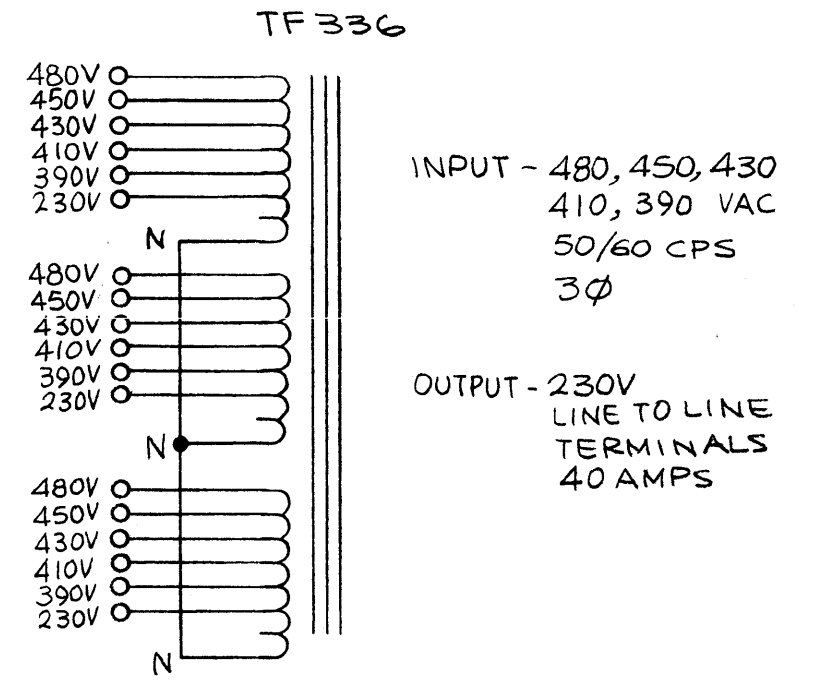 TF336
480V
450V
430V
410V
390V
230V
N
480V
450V
430V
410V
390V
230V
N
480V
450V
430V
410V
390V
230V
N
INPUT - 480, 450, 430
410, 390 VAC
50/60 CPS
3Ø
OUTPUT - 230V
LINE TO LINE
TERMINALS
40 AMPS